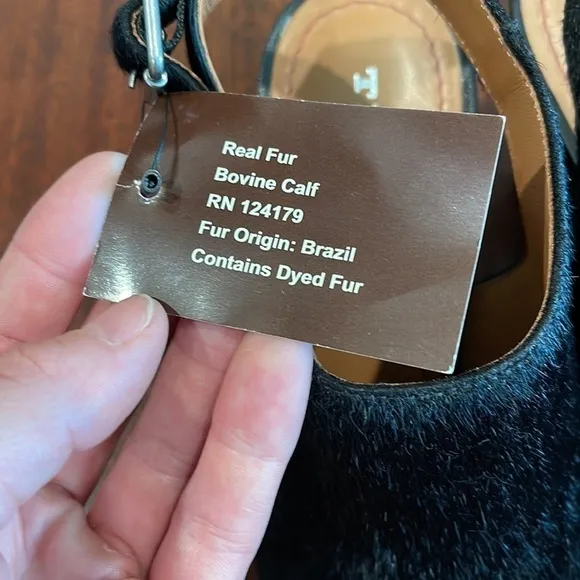 Real Fur
Bovine Calf
RN 124179
Fur Origin: Brazil
Contains Dyed Fur